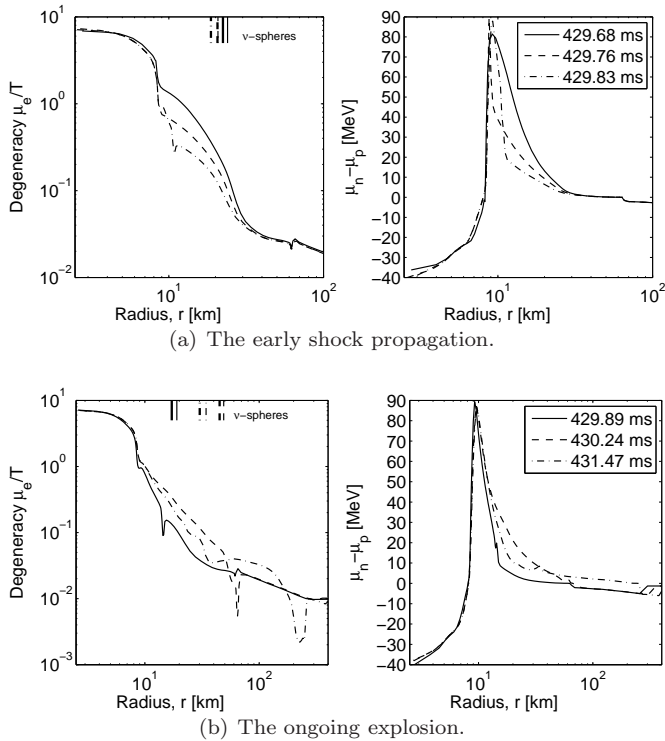 Degeneracy μe/T
10^1
10^0
10^-1
10^-2
ν−spheres
10^1
10^2
Radius, r [km]
μn−μp [MeV]
90
80
70
60
50
40
30
20
10
0
−10
−20
−30
−40
429.68 ms
429.76 ms
429.83 ms
10^1
10^2
Radius, r [km]
(a) The early shock propagation.
Degeneracy μe/T
10^1
10^0
10^-1
10^-2
10^-3
ν−spheres
10^1
10^2
Radius, r [km]
μn−μp [MeV]
90
80
70
60
50
40
30
20
10
0
−10
−20
−30
−40
429.89 ms
430.24 ms
431.47 ms
10^1
10^2
Radius, r [km]
(b) The ongoing explosion.